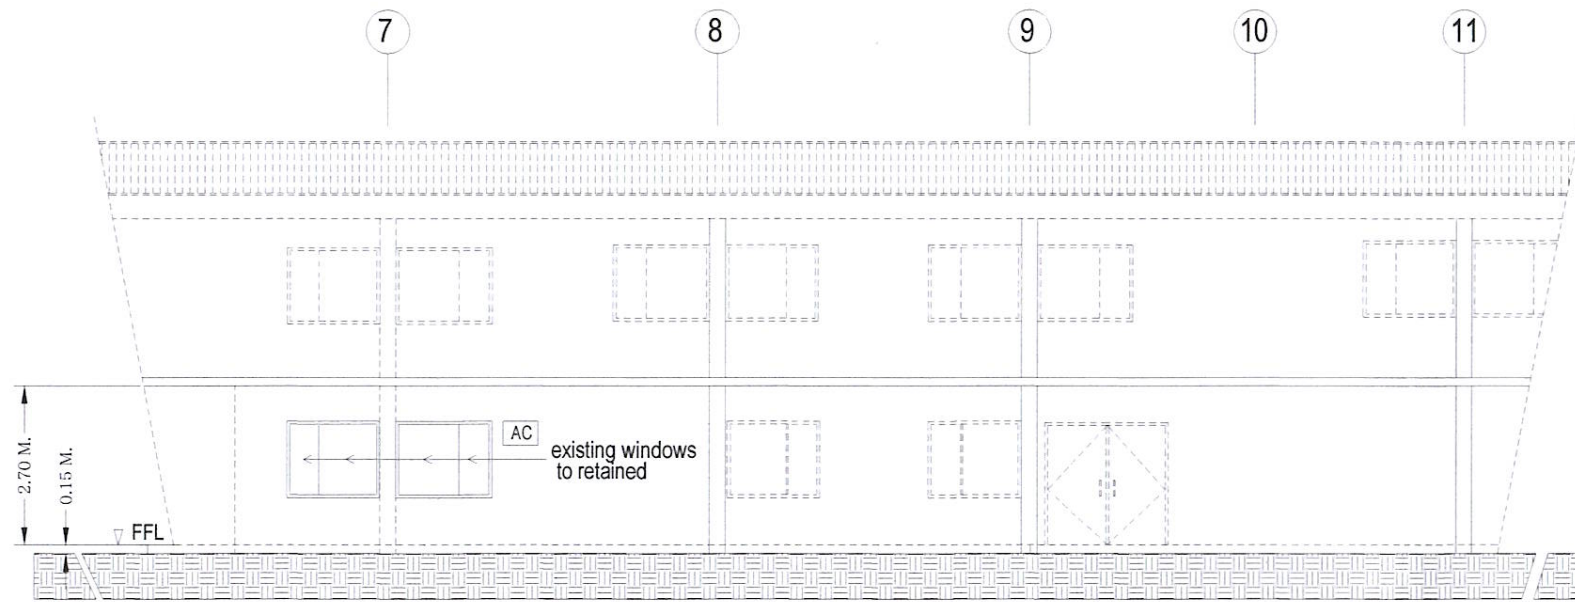 7
8
9
10
11
AC
existing windows
to retained
2.70 M.
0.15 M.
FFL